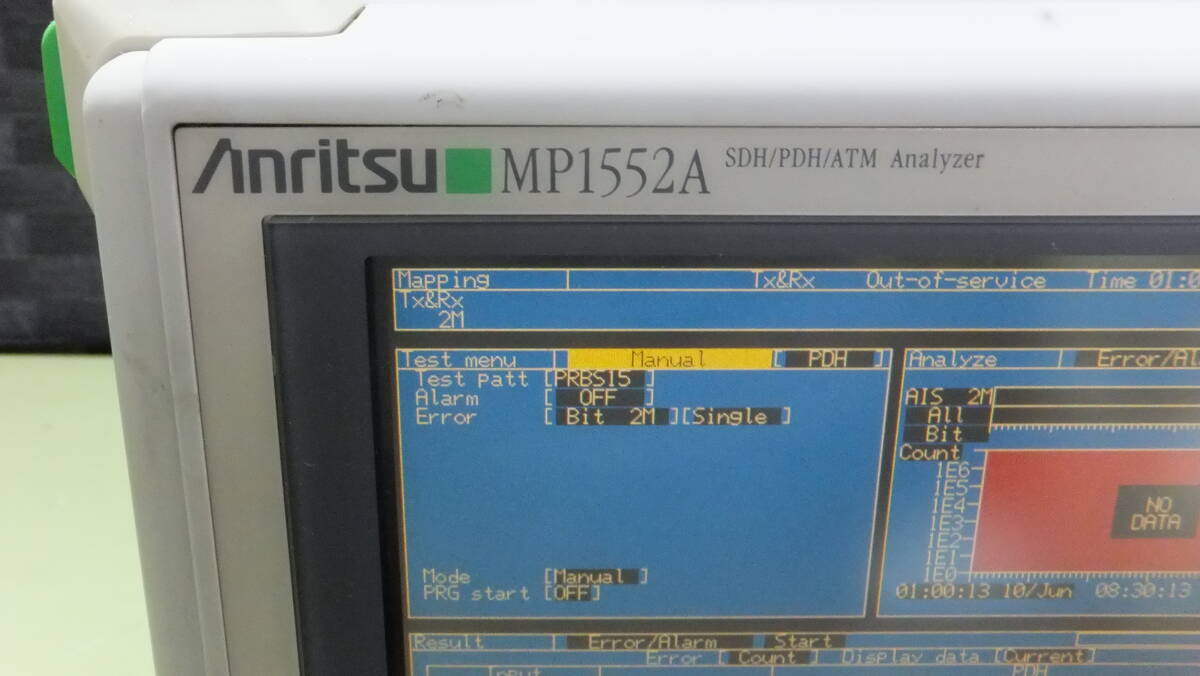 Anritsu MP1552A SDH/PDH/ATM Analyzer
Mapping Tx&Rx Out-of-service Time
Tx&Rx
2M
Test menu Manual [ PDH ]
Test patt [PRBS15 ]
Alarm [ OFF ]
Error [ Bit 2M ][Single ]
Mode [Manual ]
PRG start [OFF]
Analyze
AIS 2M
All
Bit
Count
1E6
1E5
1E4
1E3
1E2
1E1
1E0
NO
DATA
01:00:13 10/Jun 08:30:13
Result Error/Alarm Start
Error [ Count ] Display data [Current]
Input PDH